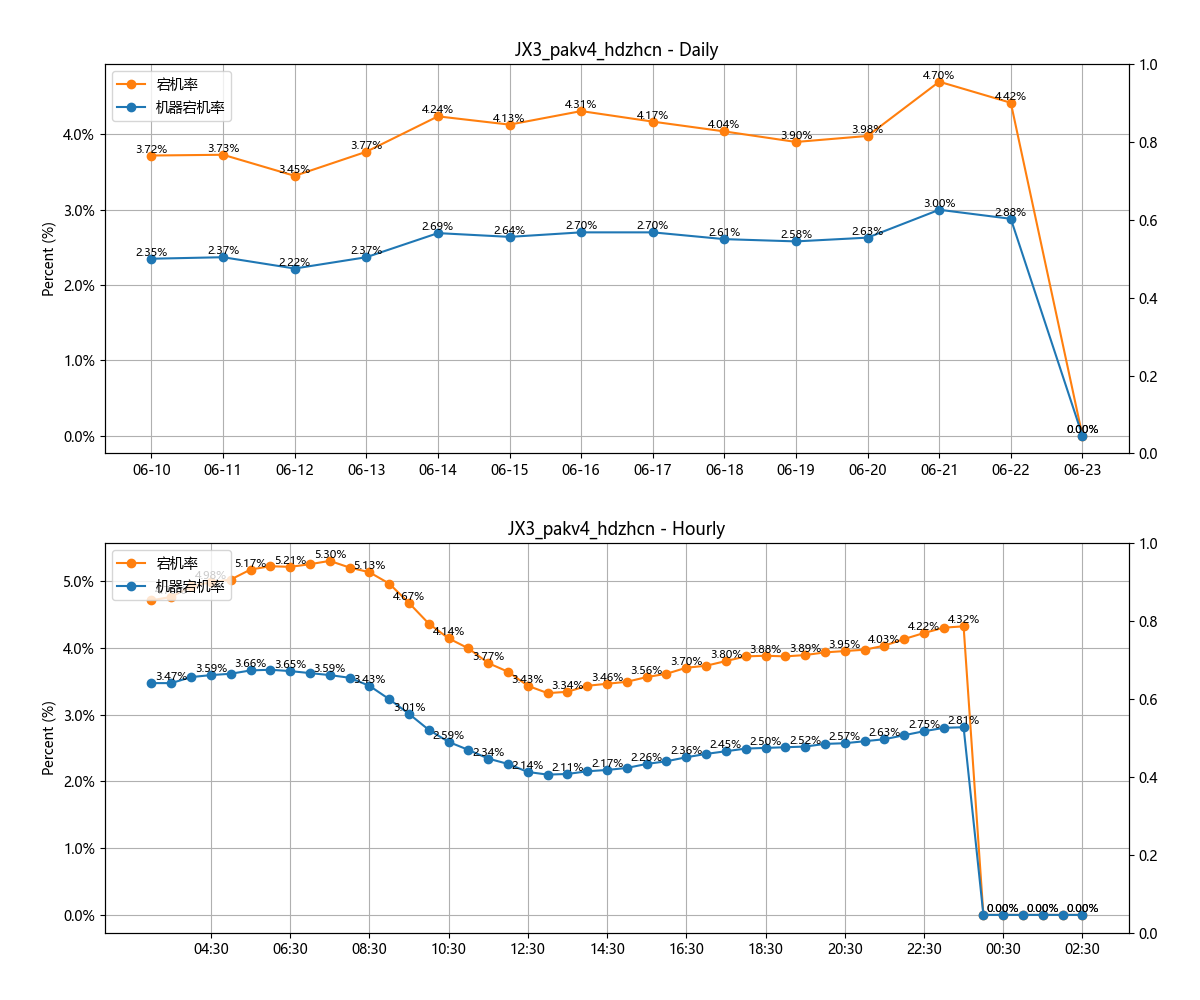 JX3_pakv4_hdzhcn - Daily
宕机率
机器宕机率
Percent (%)
4.0%
3.0%
2.0%
1.0%
0.0%
1.0
0.8
0.6
0.4
0.2
0.0
3.72% 3.73% 3.45% 3.77% 4.24% 4.13% 4.31% 4.17% 4.04% 3.90% 3.98% 4.70% 4.42% 0.00%
2.35% 2.37% 2.22% 2.37% 2.69% 2.64% 2.70% 2.70% 2.61% 2.58% 2.63% 3.00% 2.88% 0.00%
06-10 06-11 06-12 06-13 06-14 06-15 06-16 06-17 06-18 06-19 06-20 06-21 06-22 06-23
JX3_pakv4_hdzhcn - Hourly
宕机率
机器宕机率
Percent (%)
5.0%
4.0%
3.0%
2.0%
1.0%
0.0%
1.0
0.8
0.6
0.4
0.2
0.0
4.98% 5.17% 5.21% 5.30% 5.13% 4.67% 4.14% 3.77% 3.43% 3.34% 3.46% 3.56% 3.70% 3.80% 3.88% 3.89% 3.95% 4.03% 4.22% 4.32% 0.00% 0.00% 0.00%
3.47% 3.59% 3.66% 3.65% 3.59% 3.43% 3.01% 2.59% 2.34% 2.14% 2.11% 2.17% 2.26% 2.36% 2.45% 2.50% 2.52% 2.57% 2.63% 2.75% 2.81% 0.00% 0.00% 0.00%
04:30 06:30 08:30 10:30 12:30 14:30 16:30 18:30 20:30 22:30 00:30 02:30